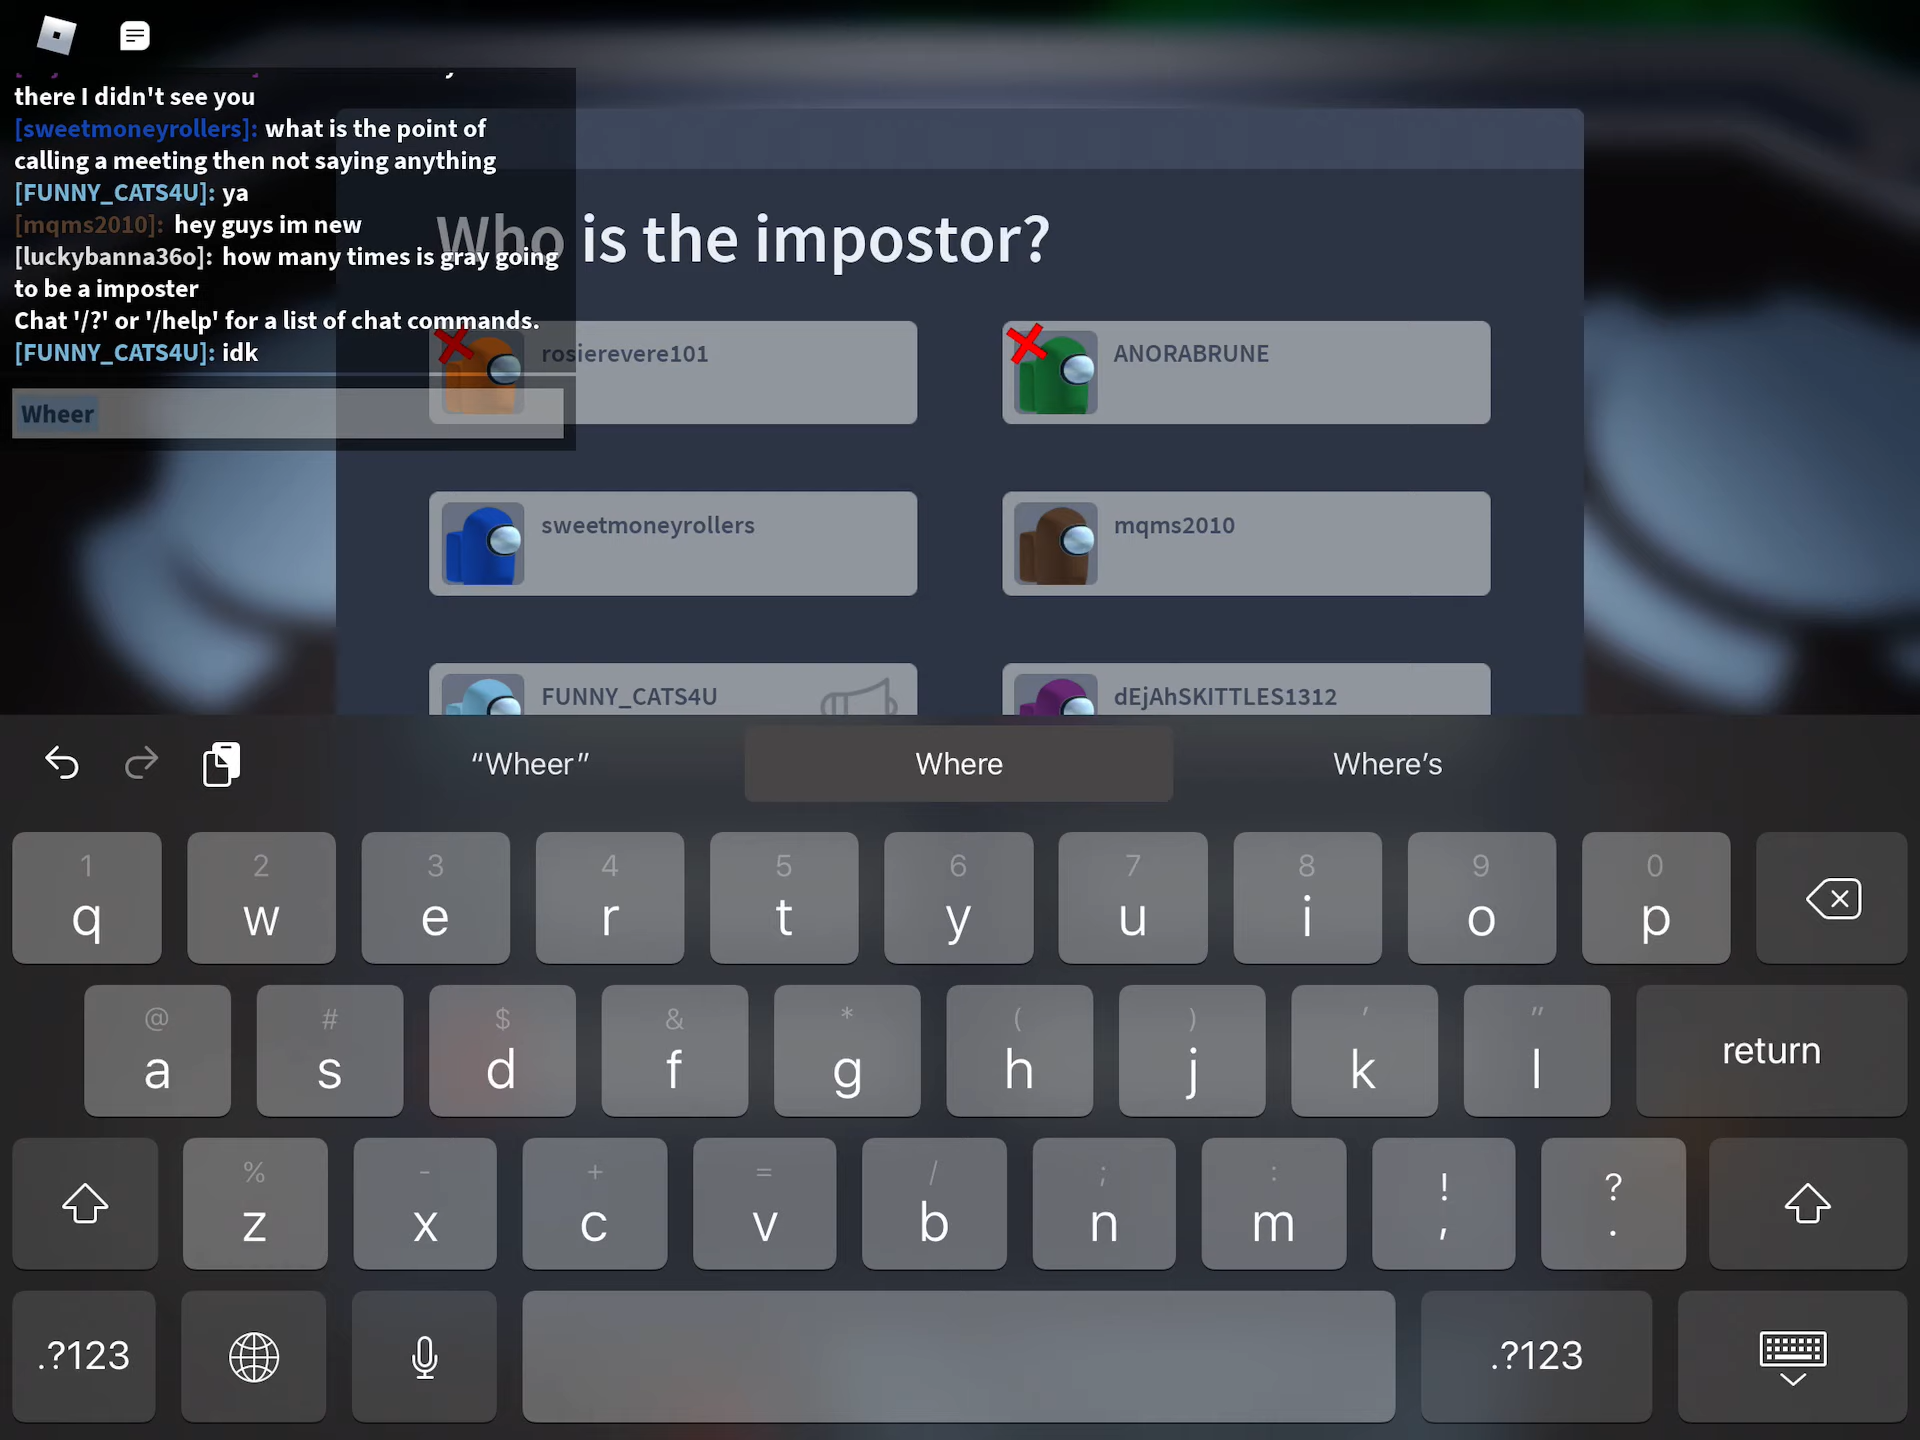 there I didn't see you
[sweetmoneyrollers]: what is the point of
calling a meeting then not saying anything
[FUNNY_CATS4U]: ya
[mqms2010]: hey guys im new
[luckybanna36o]: how many times is gray going
to be a imposter
Chat '/?' or '/help' for a list of chat commands.
[FUNNY_CATS4U]: idk
Wheer
Who is the impostor?
rosierevere101
ANORABRUNE
sweetmoneyrollers
mqms2010
FUNNY_CATS4U
dEjAhSKITTLES1312
“Wheer” Where Where’s
1 2 3 4 5 6 7 8 9 0
q w e r t y u i o p
@ # $ & * ( ) ' "
a s d f g h j k l return
% - + = / ; : ! ?
z x c v b n m , .
.?123 .?123